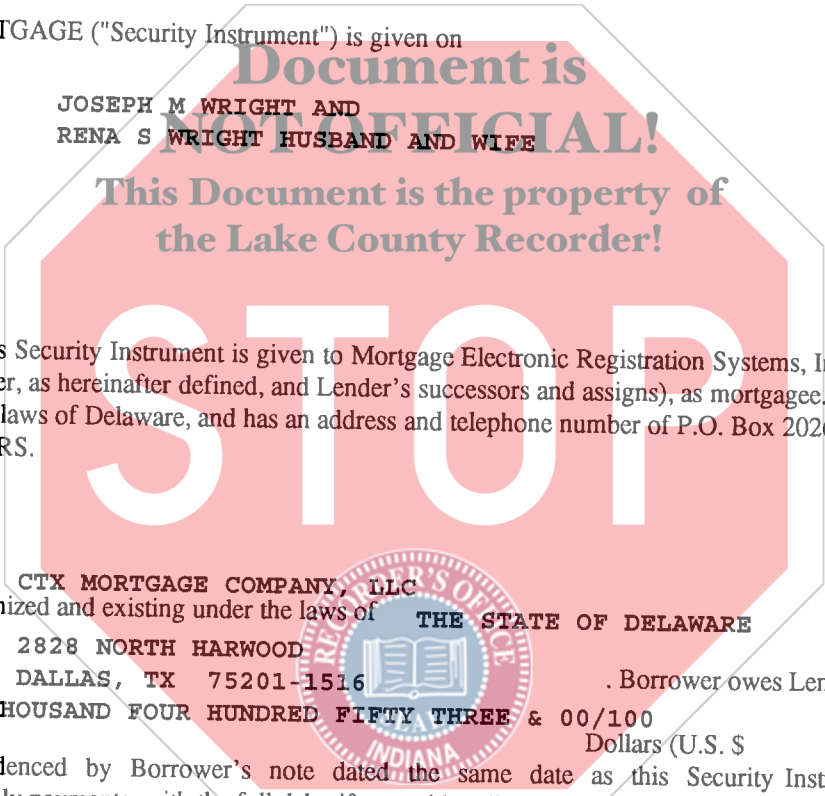 TGAGE ("Security Instrument") is given on
Document is
JOSEPH M WRIGHT AND
NOT OFFICIAL!
RENA S WRIGHT HUSBAND AND WIFE
This Document is the property of
the Lake County Recorder!
STOP
s Security Instrument is given to Mortgage Electronic Registration Systems, I
er, as hereinafter defined, and Lender's successors and assigns), as mortgagee.
laws of Delaware, and has an address and telephone number of P.O. Box 202
RS.
CTX MORTGAGE COMPANY, LLC
nized and existing under the laws of THE STATE OF DELAWARE
2828 NORTH HARWOOD
DALLAS, TX 75201-1516 . Borrower owes Len
HOUSAND FOUR HUNDRED FIFTY THREE & 00/100
Dollars (U.S. $
RECORDER'S OFFICE
SEAL
INDIANA
denced by Borrower's note dated the same date as this Security Inst